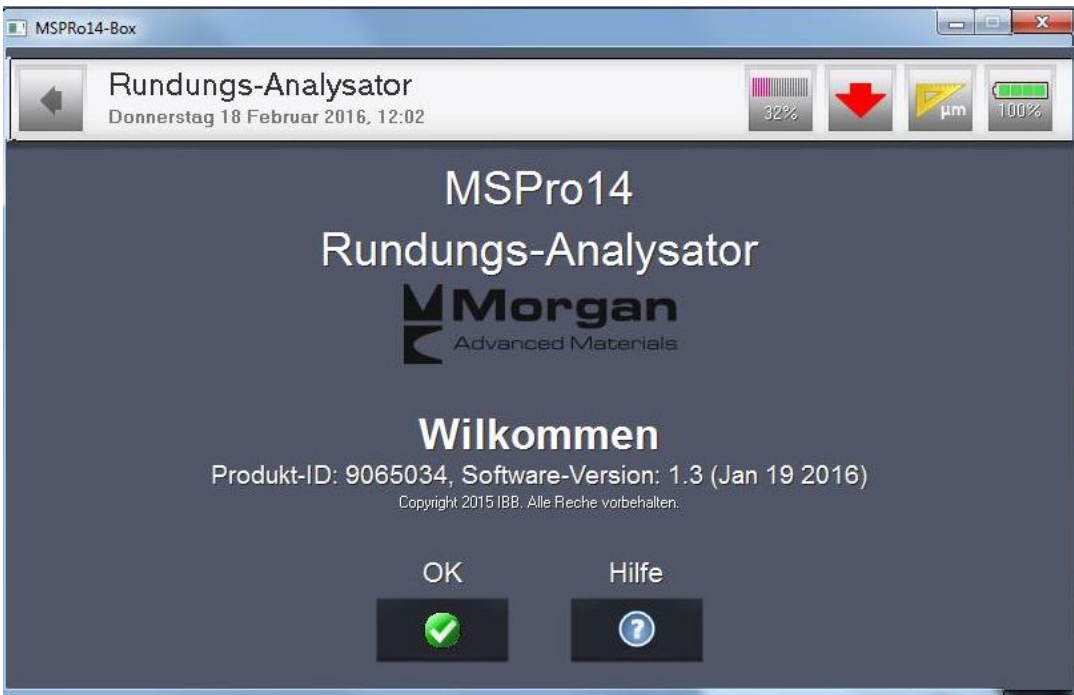 MSPRo14-Box
Rundungs-Analysator
Donnerstag 18 Februar 2016, 12:02
32%
µm
100%
MSPro14
Rundungs-Analysator
Morgan
Advanced Materials
Wilkommen
Produkt-ID: 9065034, Software-Version: 1.3 (Jan 19 2016)
Copyright 2015 IBB. Alle Reche vorbehalten.
OK
Hilfe